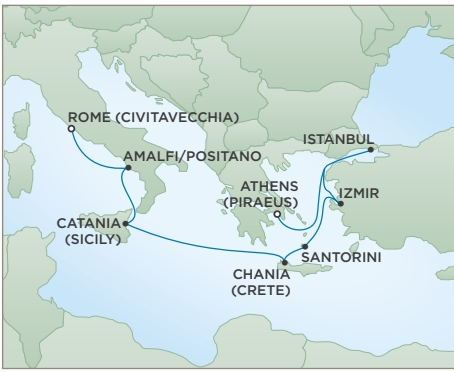 ROME (CIVITAVECCHIA)
AMALFI/POSITANO
ISTANBUL
ATHENS
(PIRAEUS)
IZMIR
CATANIA
(SICILY)
SANTORINI
CHANIA
(CRETE)